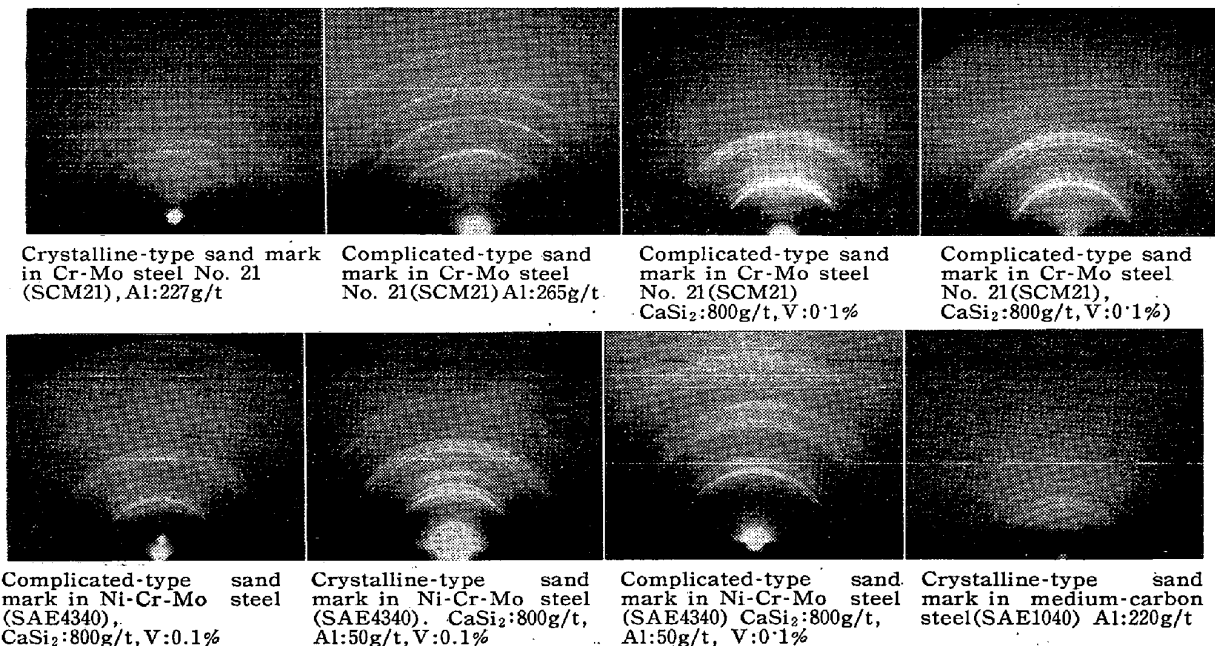 Crystalline-type sand mark
in Cr-Mo steel No. 21
(SCM21), Al:227g/t
Complicated-type sand
mark in Cr-Mo steel
No. 21(SCM21) Al:265g/t
Complicated-type sand
mark in Cr-Mo steel
No. 21(SCM21)
CaSi₂:800g/t, V:0·1%
Complicated-type sand
mark in Cr-Mo steel
No. 21(SCM21),
CaSi₂:800g/t, V:0·1%)
Complicated-type sand
mark in Ni-Cr-Mo steel
(SAE4340),
CaSi₂:800g/t, V:0.1%
Crystalline-type sand
mark in Ni-Cr-Mo steel
(SAE4340). CaSi₂:800g/t,
Al:50g/t, V:0.1%
Complicated-type sand
mark in Ni-Cr-Mo steel
(SAE4340) CaSi₂:800g/t,
Al:50g/t, V:0·1%
Crystalline-type sand
mark in medium-carbon
steel(SAE1040) Al:220g/t